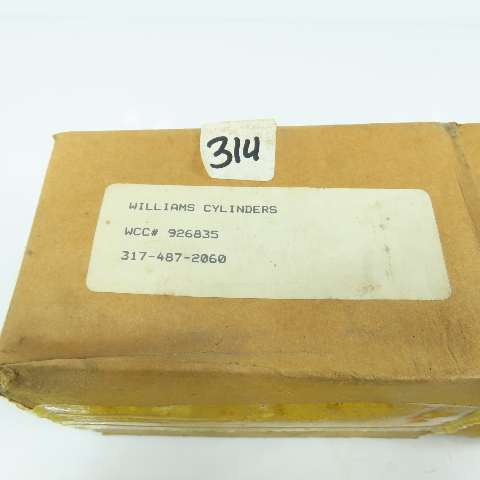 314
WILLIAMS CYLINDERS
WCC# 926835
317-487-2060